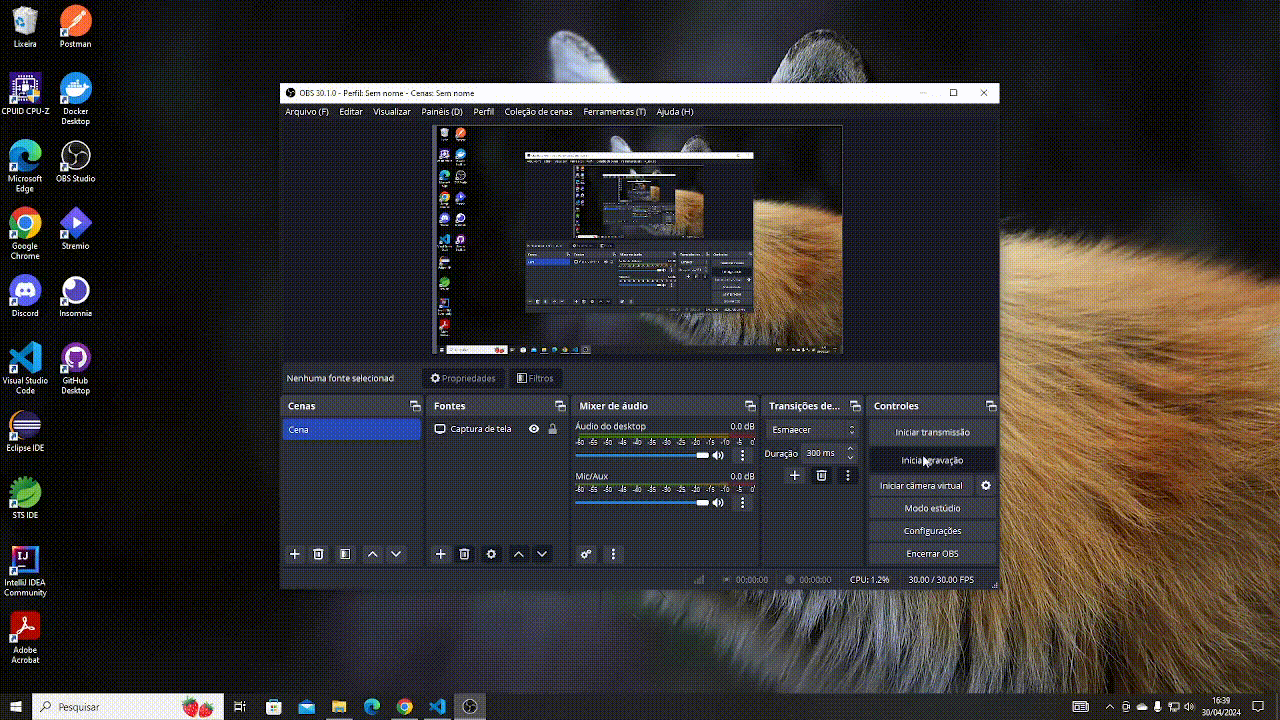 Lixeira
Postman
CPUID CPU-Z
Docker
Desktop
Microsoft
Edge
OBS Studio
Google
Chrome
Stremio
Discord
Insomnia
Visual Studio
Code
GitHub
Desktop
Eclipse IDE
STS IDE
IntelliJ IDEA
Community
Adobe
Acrobat
OBS 30.1.0 - Perfil: Sem nome - Cenas: Sem nome
Arquivo (F) Editar Visualizar Painéis (D) Perfil Coleção de cenas Ferramentas (T) Ajuda (H)
Nenhuma fonte selecionad Propriedades Filtros
Cenas
Cena
Fontes
Captura de tela
Mixer de áudio
Áudio do desktop 0.0 dB
-60 -55 -50 -45 -40 -35 -30 -25 -20 -15 -10 -5 0
Mic/Aux 0.0 dB
-60 -55 -50 -45 -40 -35 -30 -25 -20 -15 -10 -5 0
Transições de...
Esmaecer
Duração 300 ms
Controles
Iniciar transmissão
Iniciar gravação
Iniciar câmera virtual
Modo estúdio
Configurações
Encerrar OBS
00:00:00 00:00:00 CPU: 1.2% 30.00 / 30.00 FPS
Pesquisar
16:39
30/04/2024